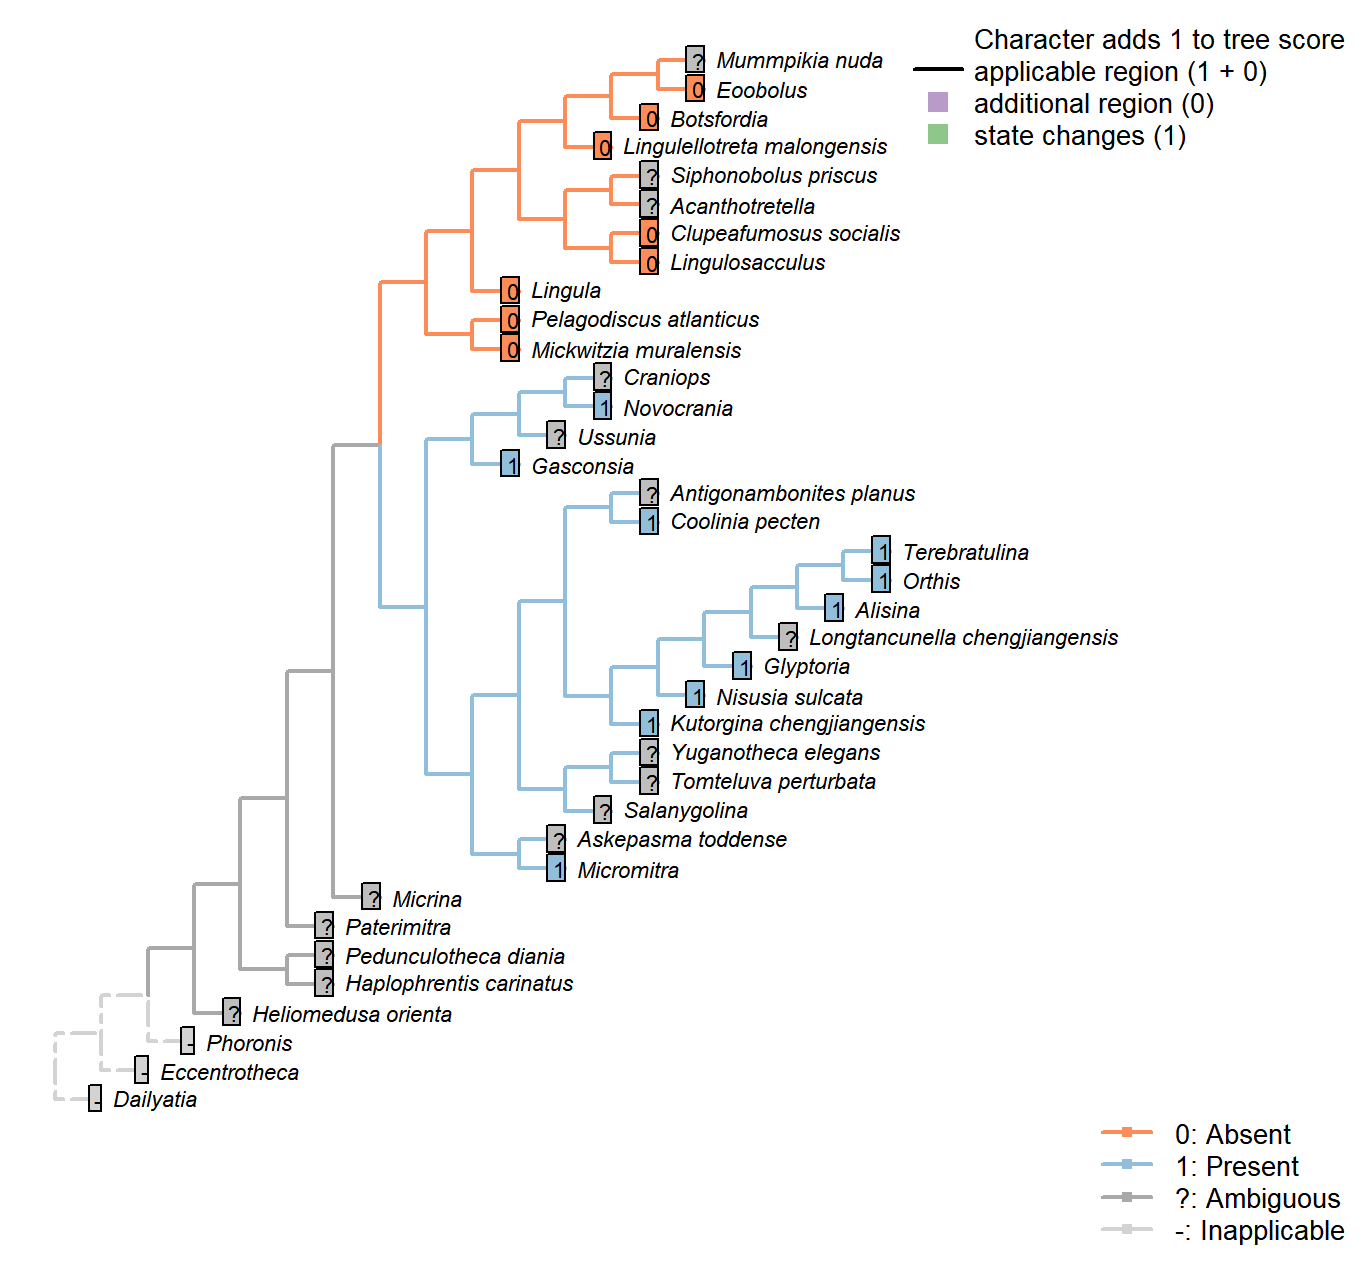 Character adds 1 to tree score
applicable region (1 + 0)
additional region (0)
state changes (1)
? Mummpikia nuda
0 Eoobolus
0 Botsfordia
0 Lingulellotreta malongensis
? Siphonobolus priscus
? Acanthotretella
0 Clupeafumosus socialis
0 Lingulosacculus
0 Lingula
0 Pelagodiscus atlanticus
0 Mickwitzia muralensis
? Craniops
1 Novocrania
? Ussunia
1 Gasconsia
? Antigonambonites planus
1 Coolinia pecten
1 Terebratulina
1 Orthis
1 Alisina
? Longtancunella chengjiangensis
1 Glyptoria
1 Nisusia sulcata
1 Kutorgina chengjiangensis
? Yuganotheca elegans
? Tomteluva perturbata
? Salanygolina
? Askepasma toddense
1 Micromitra
? Micrina
? Paterimitra
? Pedunculotheca diania
? Haplophrentis carinatus
? Heliomedusa orienta
- Phoronis
- Eccentrotheca
- Dailyatia
0: Absent
1: Present
?: Ambiguous
-: Inapplicable